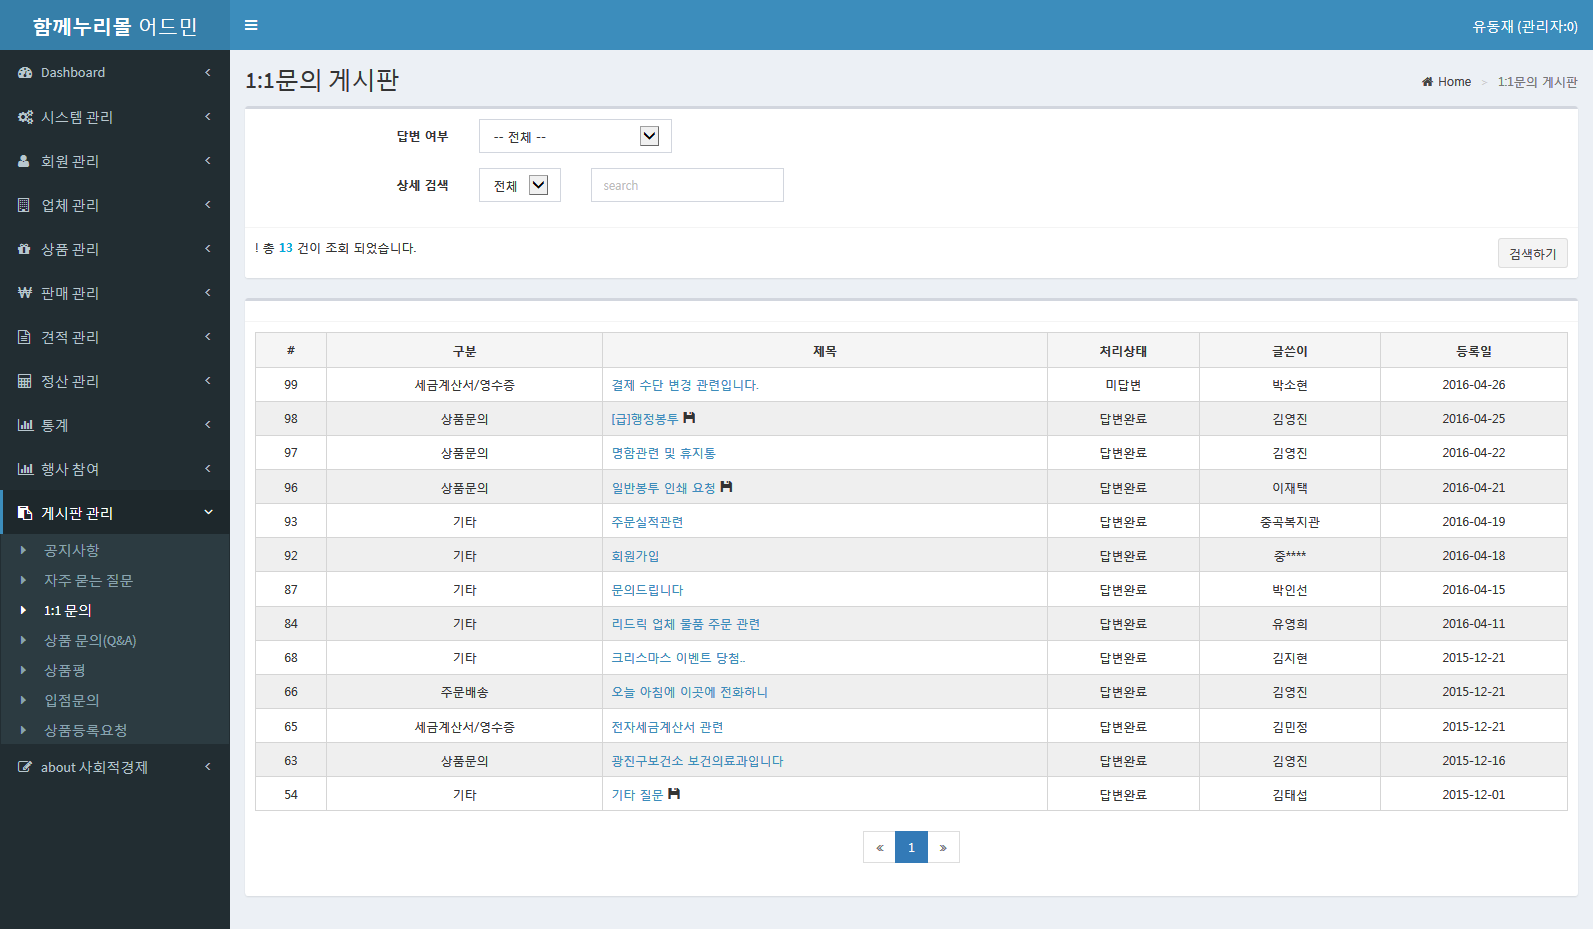 함께누리몰 어드민
유동재 (관리자:0)
Dashboard
시스템 관리
회원 관리
업체 관리
상품 관리
판매 관리
견적 관리
정산 관리
통계
행사 참여
게시판 관리
공지사항
자주 묻는 질문
1:1 문의
상품 문의(Q&A)
상품평
입점문의
상품등록요청
about 사회적경제
1:1문의 게시판
Home > 1:1문의 게시판
답변 여부 -- 전체 --
상세 검색 전체 search
! 총 13 건이 조회 되었습니다.
검색하기
# 구분 제목 처리상태 글쓴이 등록일
99 세금계산서/영수증 결제 수단 변경 관련입니다. 미답변 박소현 2016-04-26
98 상품문의 [급]행정봉투 답변완료 김영진 2016-04-25
97 상품문의 명함관련 및 휴지통 답변완료 김영진 2016-04-22
96 상품문의 일반봉투 인쇄 요청 답변완료 이재택 2016-04-21
93 기타 주문실적관련 답변완료 중곡복지관 2016-04-19
92 기타 회원가입 답변완료 중**** 2016-04-18
87 기타 문의드립니다 답변완료 박인선 2016-04-15
84 기타 리드릭 업체 물품 주문 관련 답변완료 유영희 2016-04-11
68 기타 크리스마스 이벤트 당첨.. 답변완료 김지현 2015-12-21
66 주문배송 오늘 아침에 이곳에 전화하니 답변완료 김영진 2015-12-21
65 세금계산서/영수증 전자세금계산서 관련 답변완료 김민정 2015-12-21
63 상품문의 광진구보건소 보건의료과입니다 답변완료 김영진 2015-12-16
54 기타 기타 질문 답변완료 김태섭 2015-12-01
« 1 »